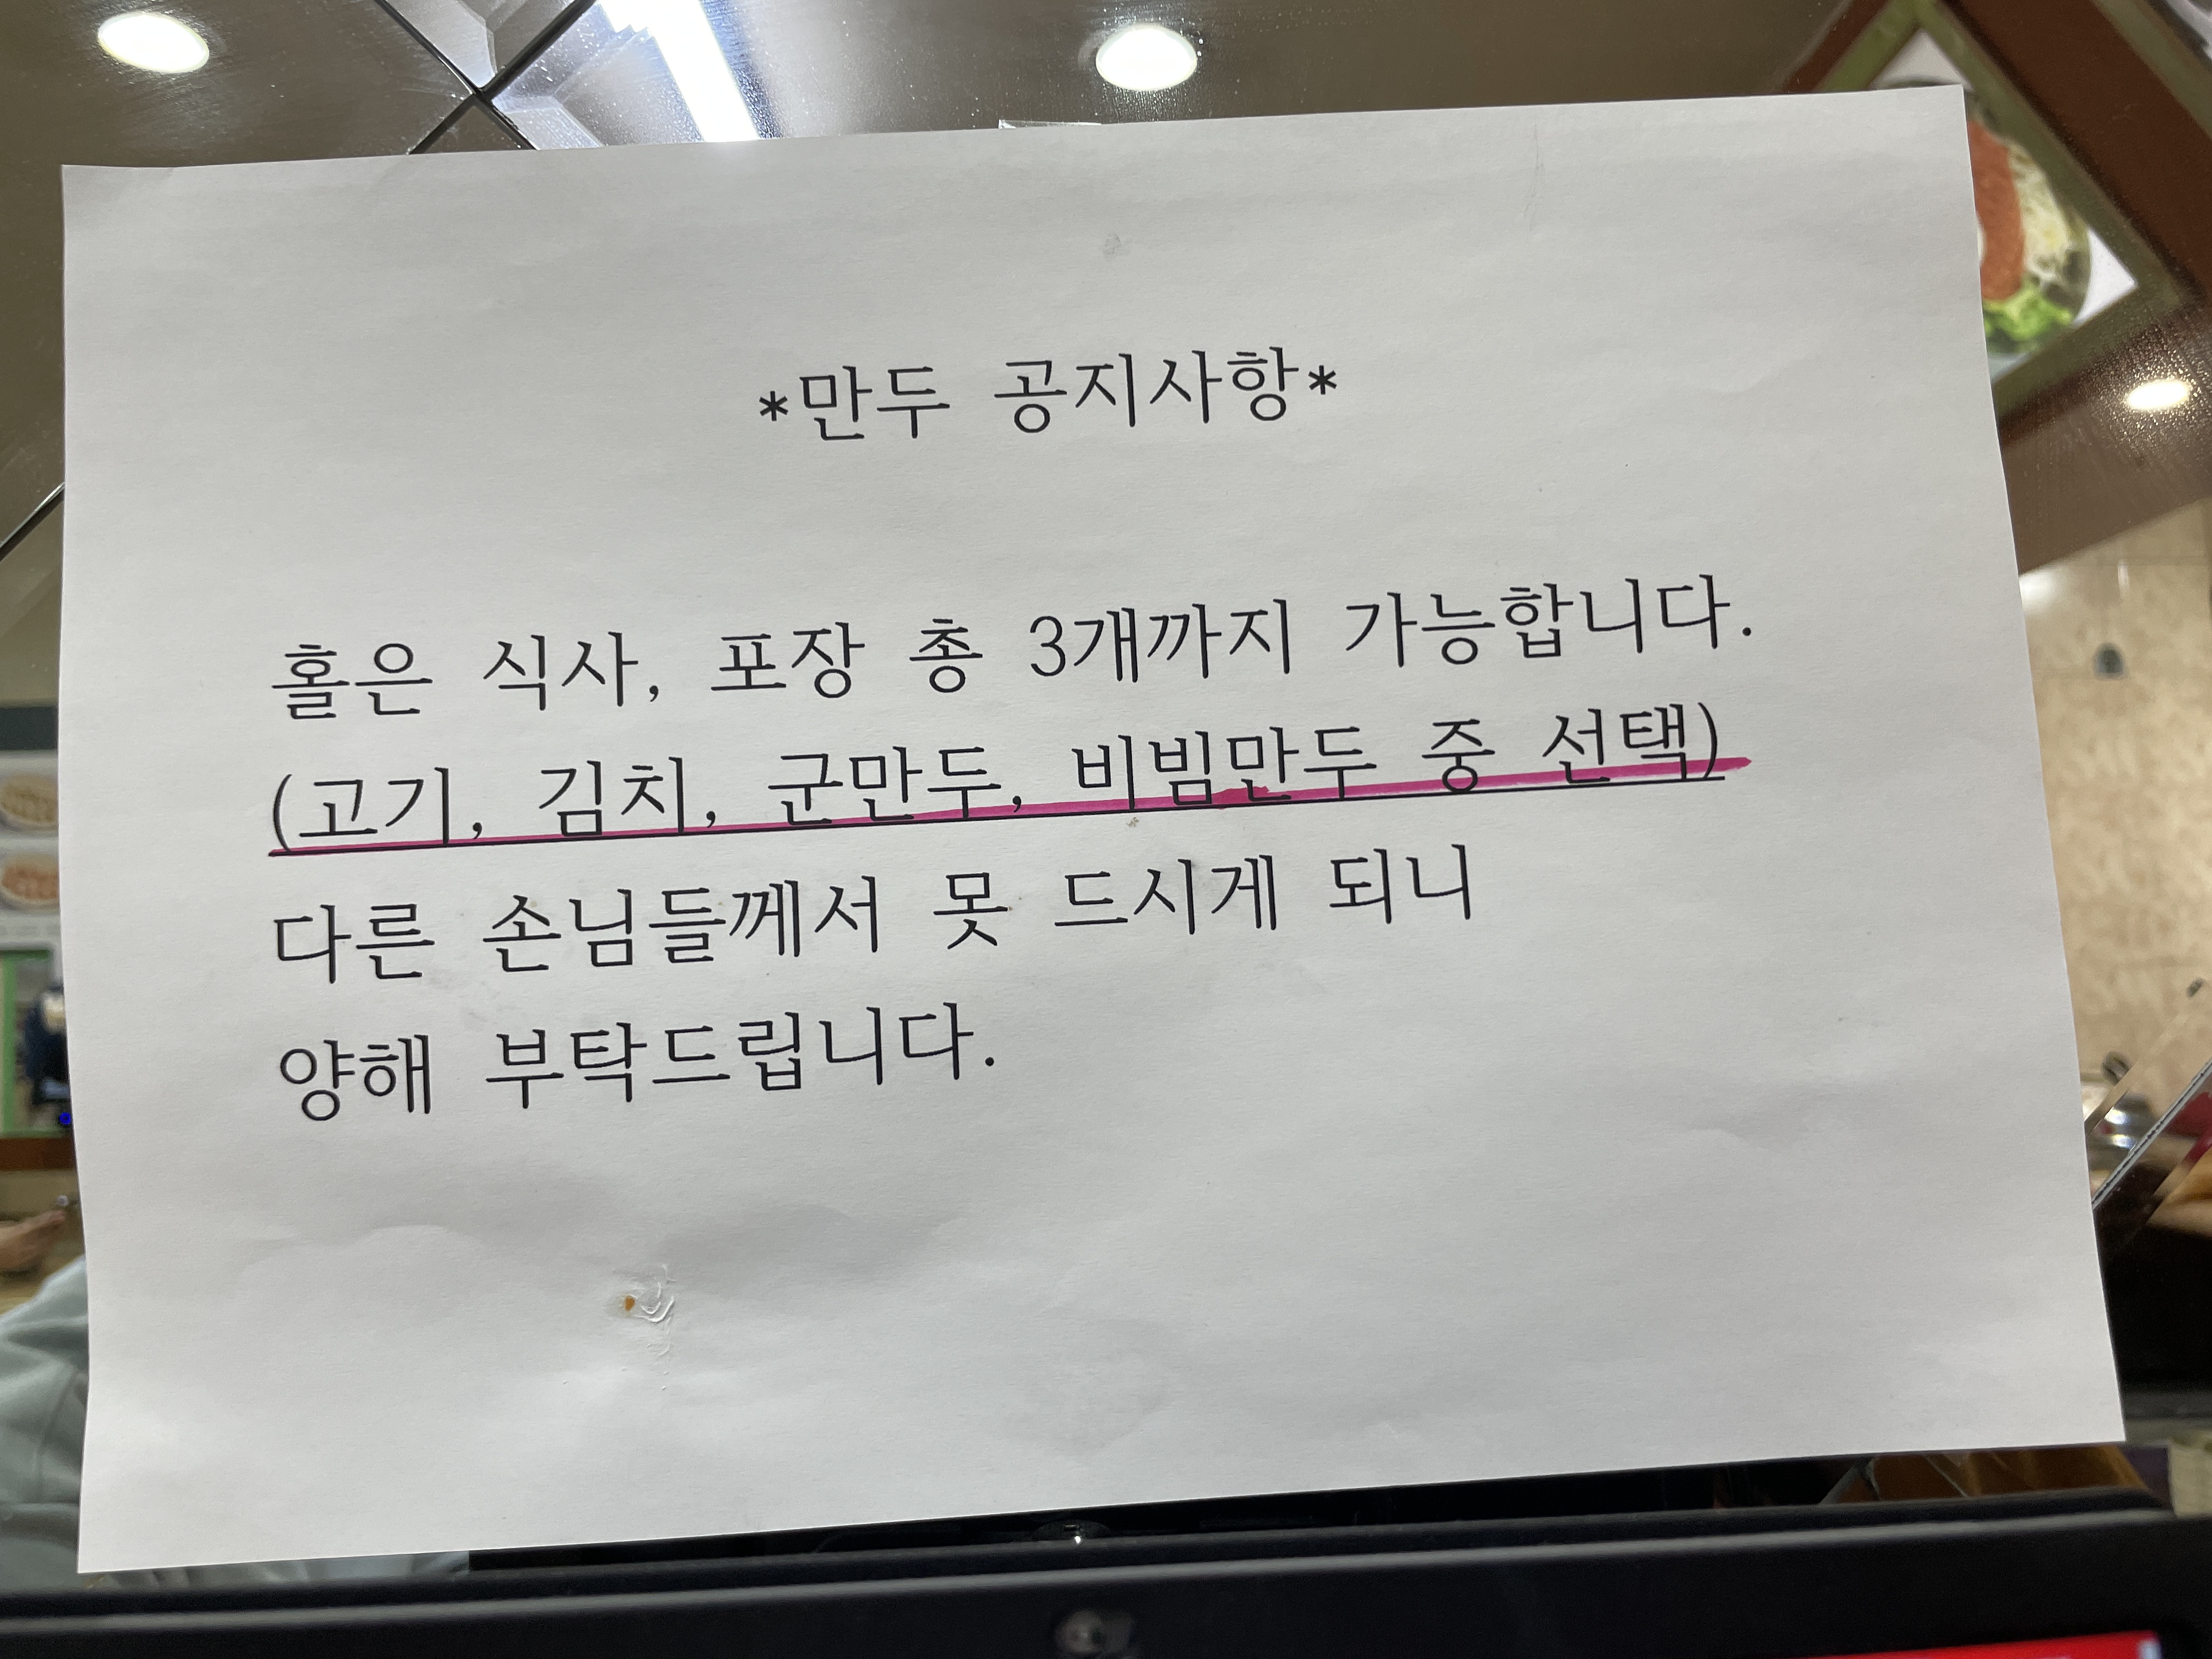 *만두 공지사항*
홀은 식사, 포장 총 3개까지 가능합니다.
(고기, 김치, 군만두, 비빔만두 중 선택)
다른 손님들께서 못 드시게 되니
양해 부탁드립니다.